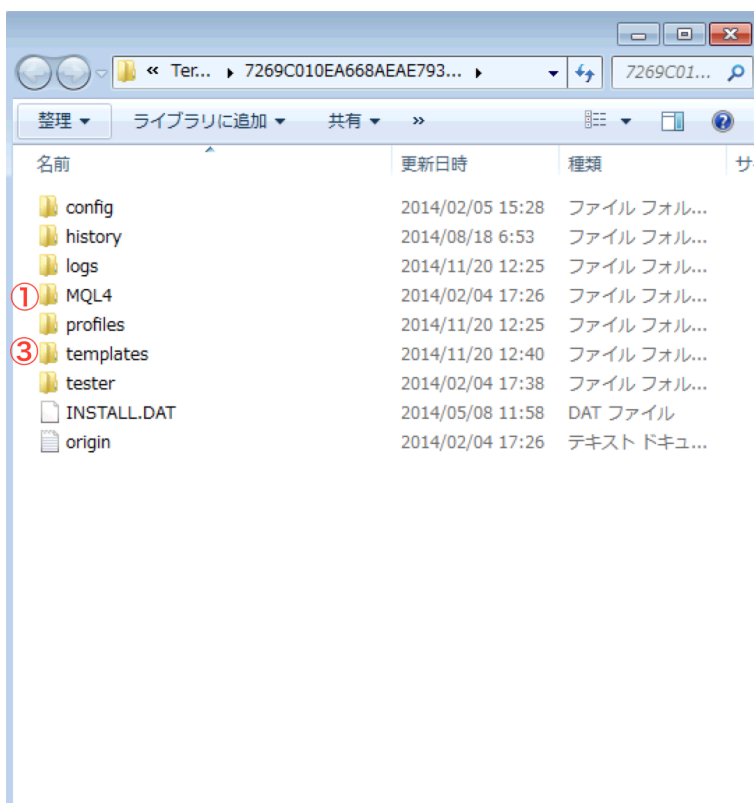 « Ter... ▸ 7269C010EA668AEAE793... ▸ 7269C01...
整理 ▼ ライブラリに追加 ▼ 共有 ▼ »
名前 更新日時 種類 サ
config 2014/02/05 15:28 ファイル フォル...
history 2014/08/18 6:53 ファイル フォル...
logs 2014/11/20 12:25 ファイル フォル...
① MQL4 2014/02/04 17:26 ファイル フォル...
profiles 2014/11/20 12:25 ファイル フォル...
③ templates 2014/11/20 12:40 ファイル フォル...
tester 2014/02/04 17:38 ファイル フォル...
INSTALL.DAT 2014/05/08 11:58 DAT ファイル
origin 2014/02/04 17:26 テキスト ドキュ...